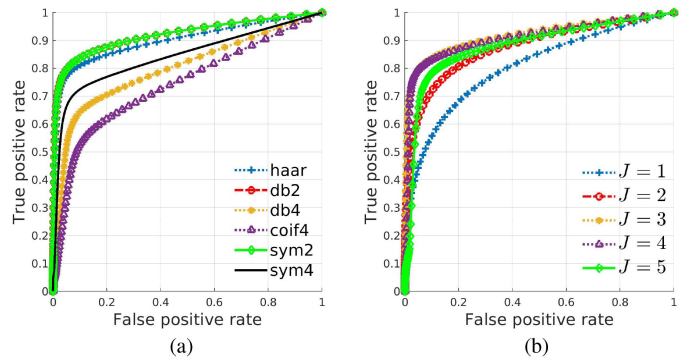 1
0.9
0.8
0.7
0.6
0.5
0.4
0.3
0.2
0.1
0
0 0.2 0.4 0.6 0.8 1
True positive rate
False positive rate
haar
db2
db4
coif4
sym2
sym4
(a)
1
0.9
0.8
0.7
0.6
0.5
0.4
0.3
0.2
0.1
0
0 0.2 0.4 0.6 0.8 1
True positive rate
False positive rate
J = 1
J = 2
J = 3
J = 4
J = 5
(b)